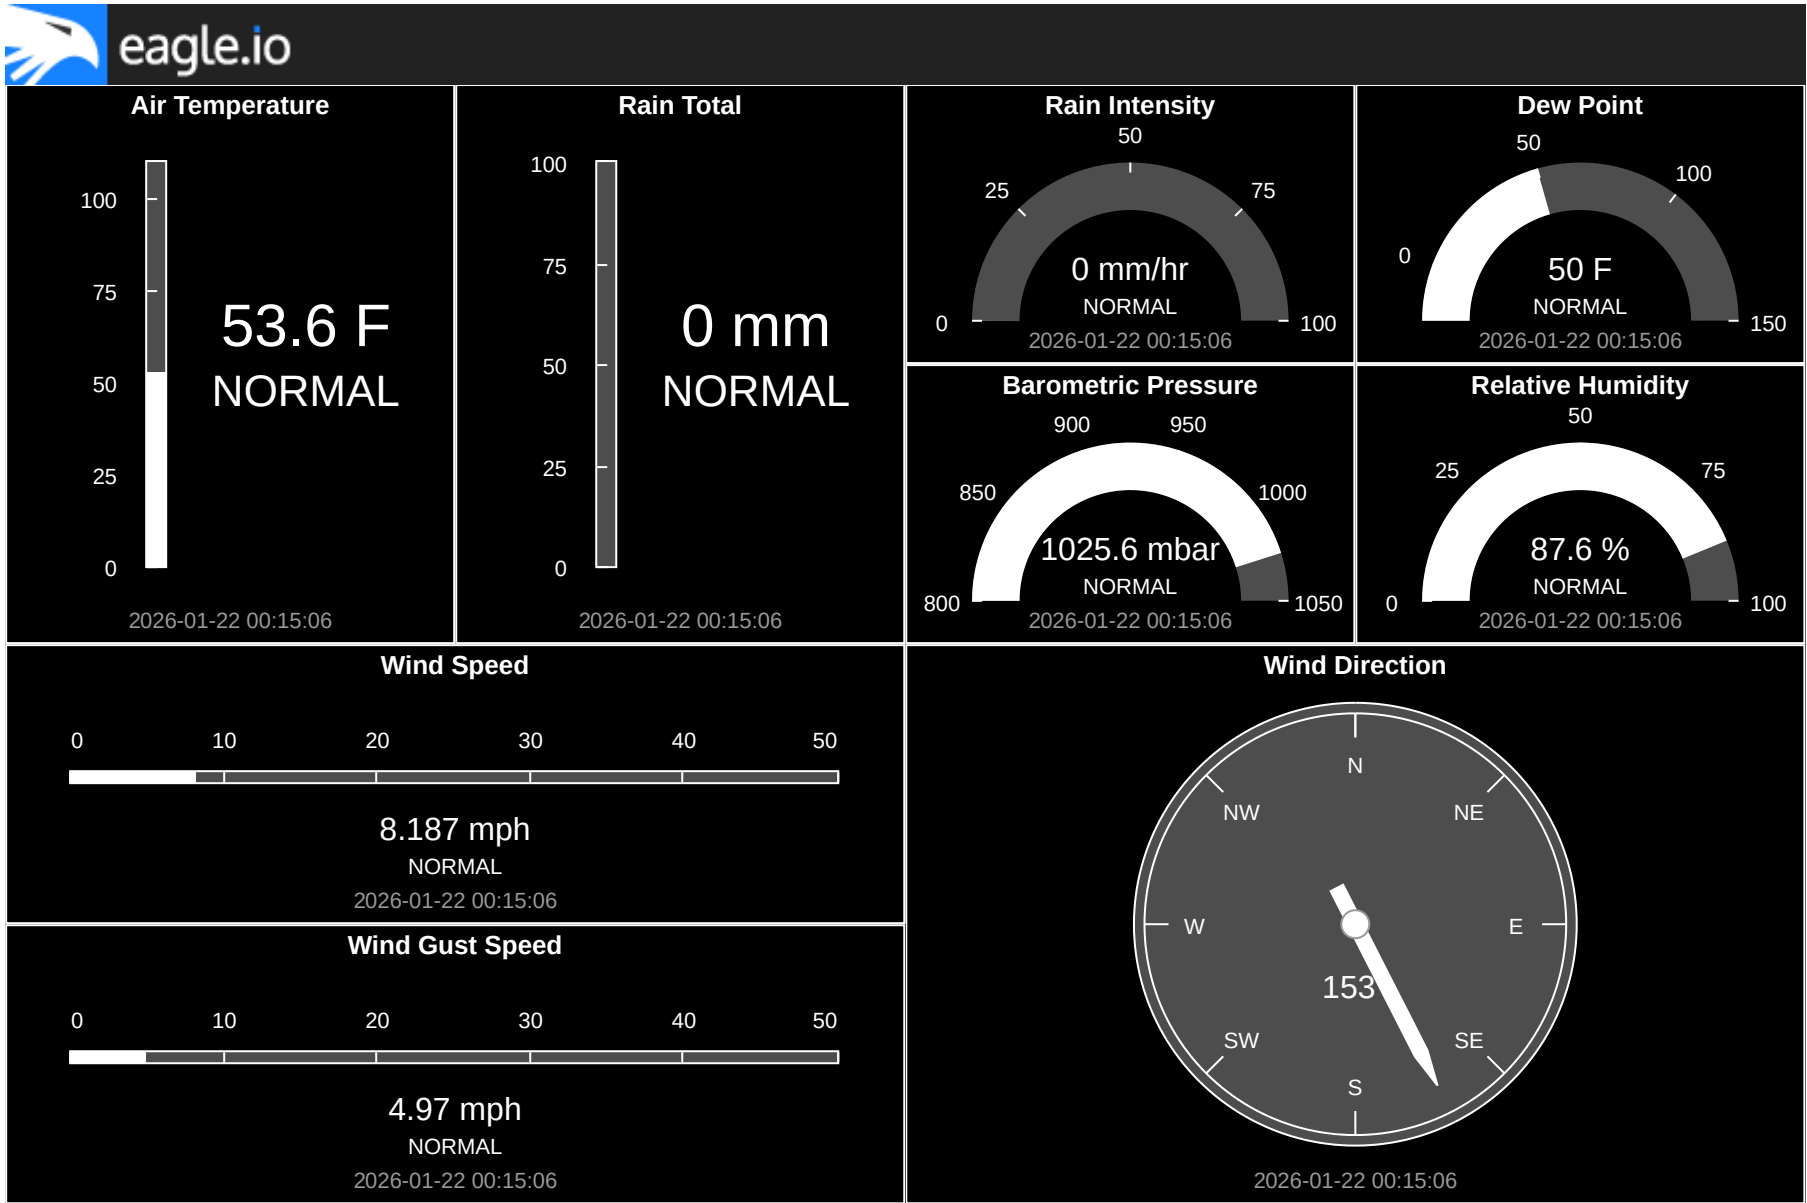 eagle.io
Air Temperature
100
75
50
25
0
53.6 F
NORMAL
2026-01-22 00:15:06
Rain Total
100
75
50
25
0
0 mm
NORMAL
2026-01-22 00:15:06
Rain Intensity
50
25
75
0
100
0 mm/hr
NORMAL
2026-01-22 00:15:06
Dew Point
50
100
0
150
50 F
NORMAL
2026-01-22 00:15:06
Barometric Pressure
900
950
850
1000
800
1050
1025.6 mbar
NORMAL
2026-01-22 00:15:06
Relative Humidity
50
25
75
0
100
87.6 %
NORMAL
2026-01-22 00:15:06
Wind Speed
0 10 20 30 40 50
8.187 mph
NORMAL
2026-01-22 00:15:06
Wind Gust Speed
0 10 20 30 40 50
4.97 mph
NORMAL
2026-01-22 00:15:06
Wind Direction
N
NW NE
W E
153
SW SE
S
2026-01-22 00:15:06